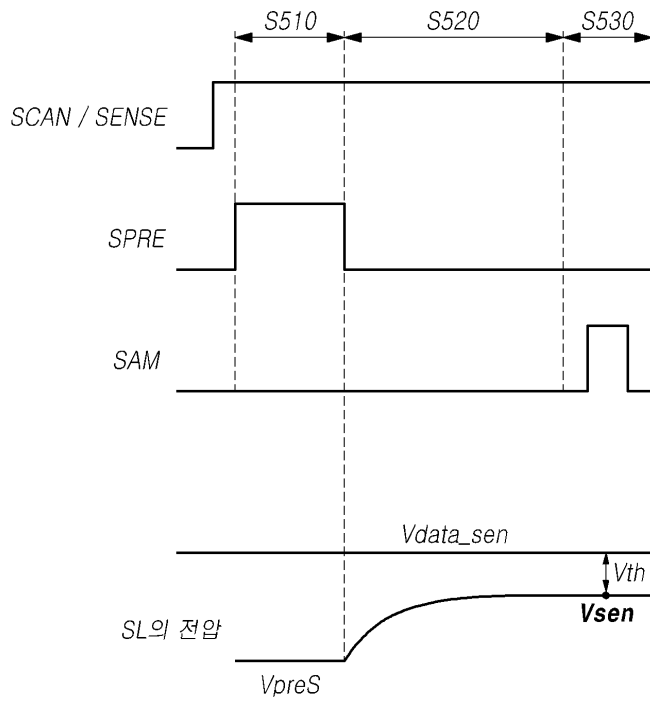 S510 S520 S530
SCAN / SENSE
SPRE
SAM
Vdata_sen
Vth
Vsen
SL의 전압
VpreS